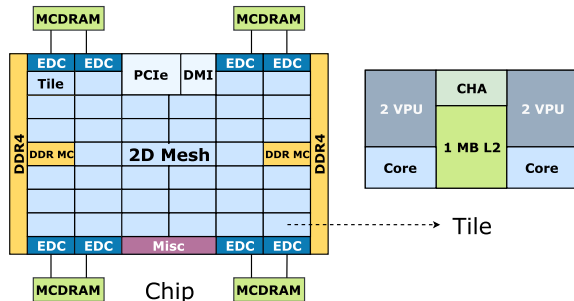 MCDRAM
MCDRAM
EDC
EDC
PCIe
DMI
EDC
EDC
Tile
DDR4
DDR MC
2D Mesh
DDR MC
DDR4
EDC
EDC
Misc
EDC
EDC
MCDRAM
Chip
MCDRAM
2 VPU
CHA
2 VPU
1 MB L2
Core
Core
Tile